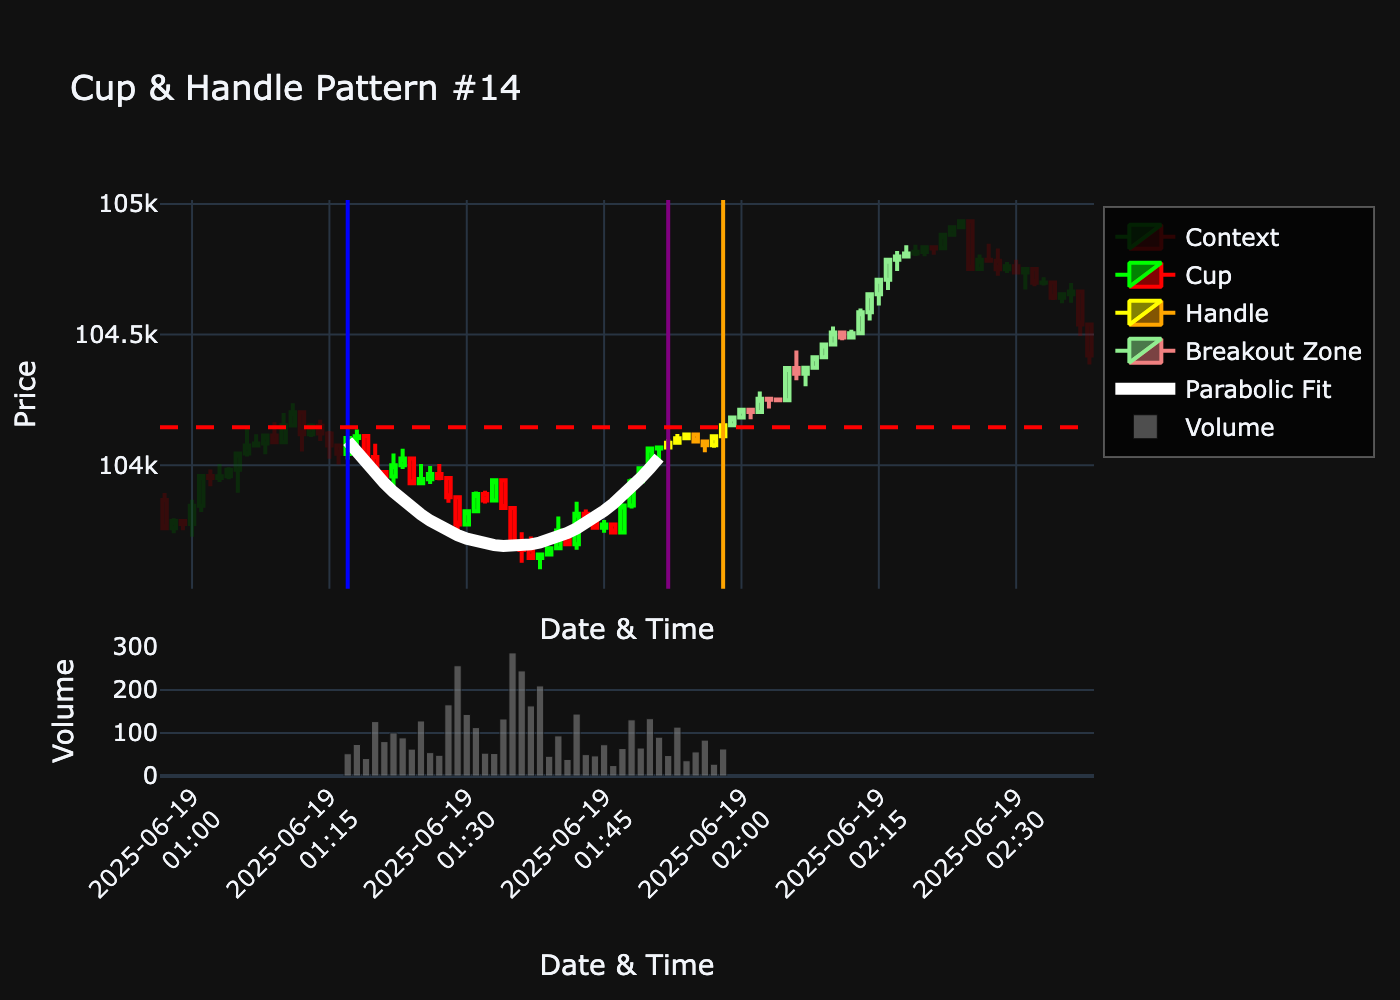 Cup & Handle Pattern #14
105k
104.5k
104k
Price
Context
Cup
Handle
Breakout Zone
Parabolic Fit
Volume
Date & Time
300
200
100
0
Volume
2025-06-19
01:00
2025-06-19
01:15
2025-06-19
01:30
2025-06-19
01:45
2025-06-19
02:00
2025-06-19
02:15
2025-06-19
02:30
Date & Time